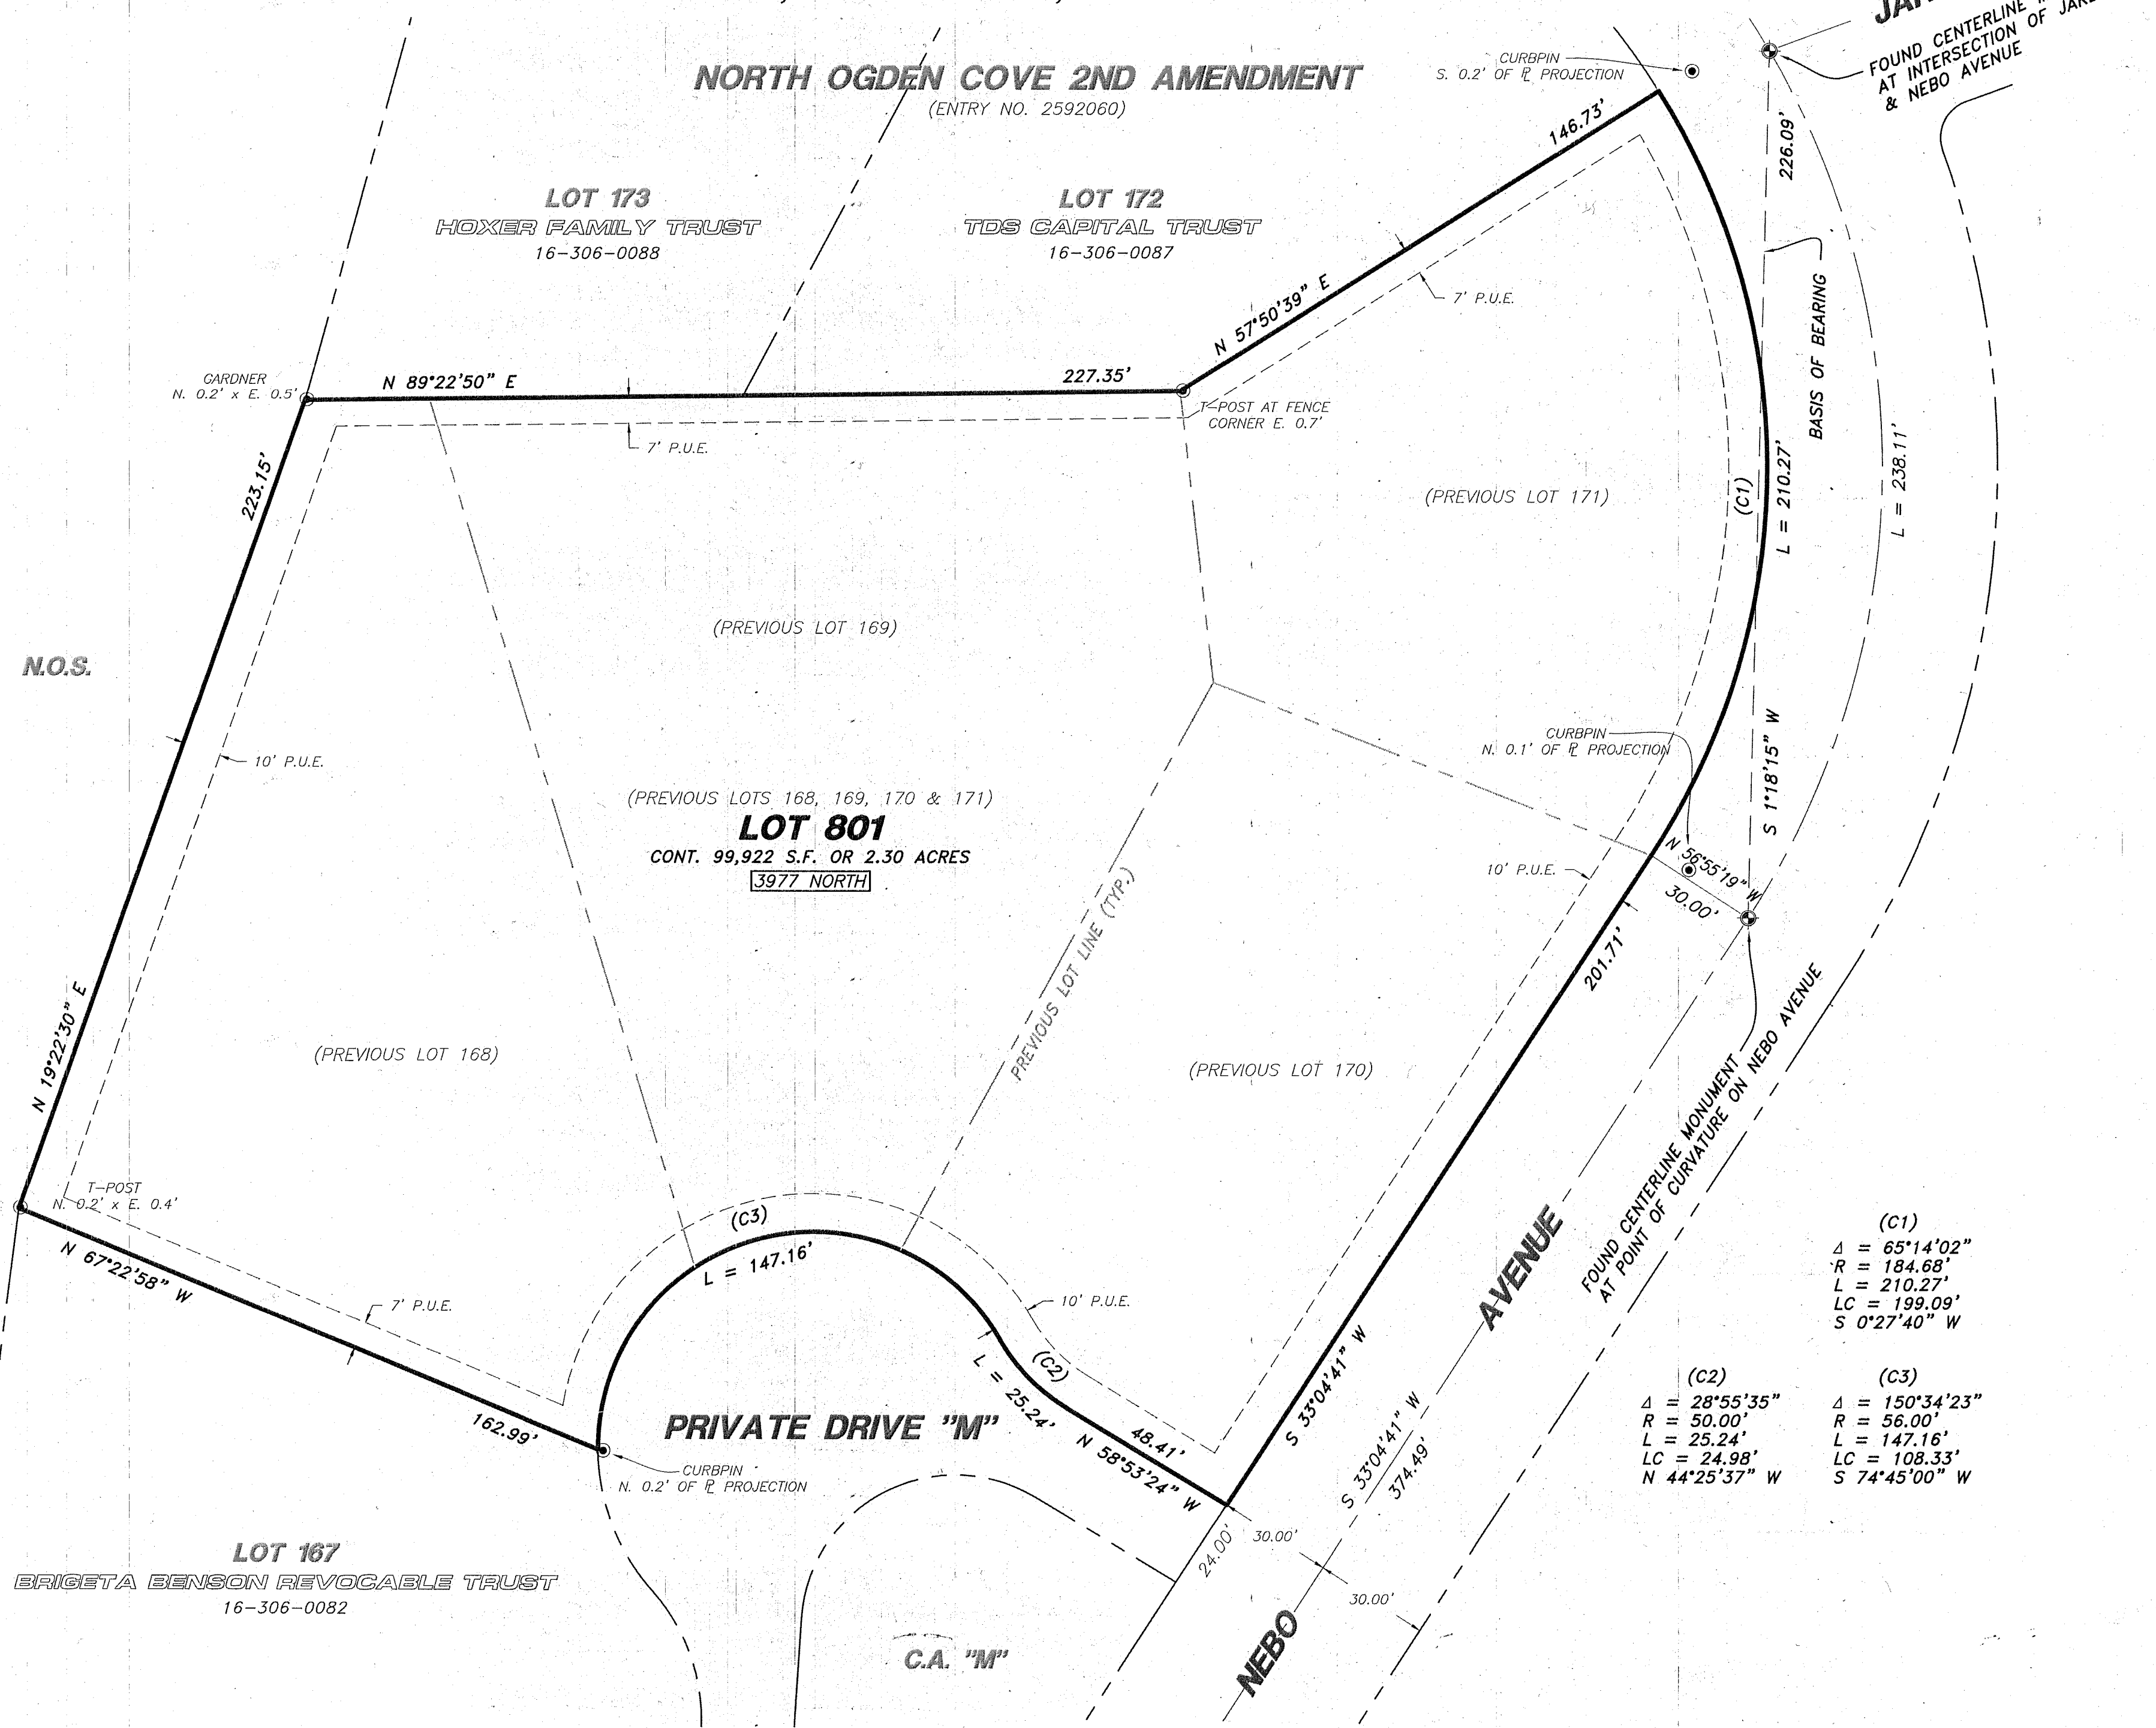 NORTH OGDEN COVE 2ND AMENDMENT
(ENTRY NO. 2592060)
CURBPIN
S. 0.2' OF ℙ PROJECTION
FOUND CENTERLINE
AT INTERSECTION OF
& NEBO AVENUE
146.73'
226.09'
LOT 173
HOXER FAMILY TRUST
16-306-0088
LOT 172
TDS CAPITAL TRUST
16-306-0087
N 57°50'39" E
7' P.U.E.
BASIS OF BEARING
GARDNER
N. 0.2' x E. 0.5'
N 89°22'50" E
227.35'
T-POST AT FENCE
CORNER E. 0.7'
7' P.U.E.
223.15'
(PREVIOUS LOT 171)
(C1)
L = 210.27'
L = 238.11'
(PREVIOUS LOT 169)
N.O.S.
10' P.U.E.
CURBPIN
N. 0.1' OF ℙ PROJECTION
S 1°18'15" W
(PREVIOUS LOTS 168, 169, 170 & 171)
LOT 801
CONT. 99,922 S.F. OR 2.30 ACRES
3977 NORTH
10' P.U.E.
N 56°55'19" W
30.00'
PREVIOUS LOT LINE (TYP.)
201.71'
N 19°22'30" E
(PREVIOUS LOT 168)
(PREVIOUS LOT 170)
FOUND CENTERLINE MONUMENT
AT POINT OF CURVATURE ON NEBO AVENUE
T-POST
N. 0.2' x E. 0.4'
N 67°22'58" W
7' P.U.E.
162.99'
(C3)
L = 147.16'
10' P.U.E.
(C2)
L = 25.24'
48.41'
N 58°53'24" W
S 33°04'41" W
AVENUE
(C1)
Δ = 65°14'02"
R = 184.68'
L = 210.27'
LC = 199.09'
S 0°27'40" W
(C2)
Δ = 28°55'35"
R = 50.00'
L = 25.24'
LC = 24.98'
N 44°25'37" W
(C3)
Δ = 150°34'23"
R = 56.00'
L = 147.16'
LC = 108.33'
S 74°45'00" W
PRIVATE DRIVE "M"
CURBPIN
N. 0.2' OF ℙ PROJECTION
S 33°04'41" W
374.49'
24.00'
30.00'
30.00'
LOT 167
BRIGETA BENSON REVOCABLE TRUST
16-306-0082
C.A. "M"
NEBO